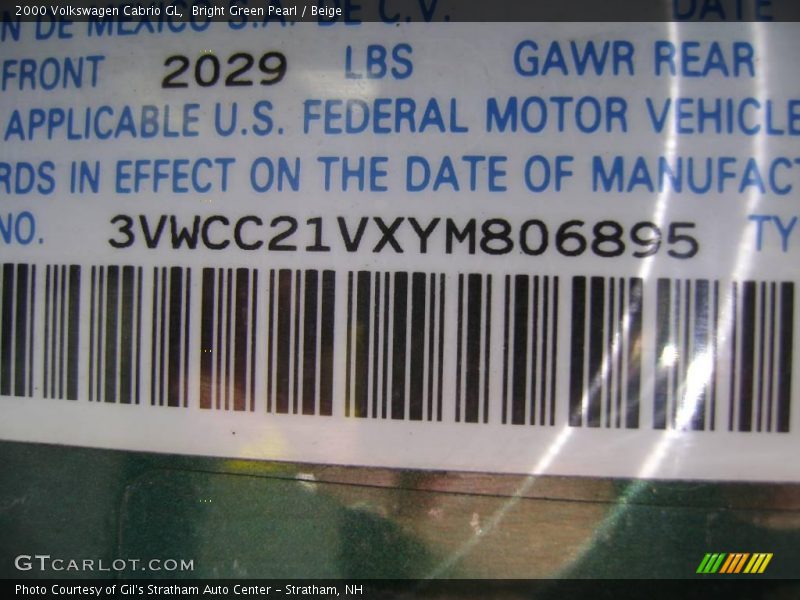 2000 Volkswagen Cabrio GL, Bright Green Pearl / Beige
N DE MEXICO S.A. DE C.V. DATE
FRONT 2029 LBS GAWR REAR
APPLICABLE U.S. FEDERAL MOTOR VEHICLE
RDS IN EFFECT ON THE DATE OF MANUFACT
NO. 3VWCC21VXYM806895 TY
GTCARLOT.COM
Photo Courtesy of Gil's Stratham Auto Center – Stratham, NH